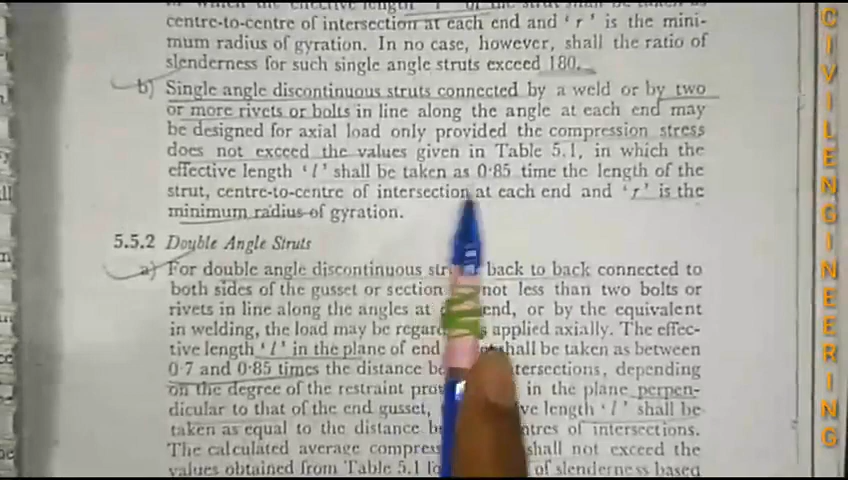 centre-to-centre of intersection at each end and 'r' is the mini-
mum radius of gyration. In no case, however, shall the ratio of
slenderness for such single angle struts exceed 180.
b) Single angle discontinuous struts connected by a weld or by two
or more rivets or bolts in line along the angle at each end may
be designed for axial load only provided the compression stress
does not exceed the values given in Table 5.1, in which the
effective length 'l' shall be taken as 0·85 time the length of the
strut, centre-to-centre of intersection at each end and 'r' is the
minimum radius of gyration.
5.5.2 Double Angle Struts
a) For double angle discontinuous back to back connected to
both sides of the gusset or section not less than two bolts or
rivets in line along the angles at end, or by the equivalent
in welding, the load may be applied axially. The effec-
tive length 'l' in the plane of end shall be taken as between
0·7 and 0·85 times the distance depending
on the degree of the restraint in the plane perpen-
dicular to that of the end gusset, length 'l' shall be
taken as equal to the distance of intersections.
The calculated average shall not exceed the
values obtained from Table 5.1 of slenderness based
CIVIL ENGINEERING